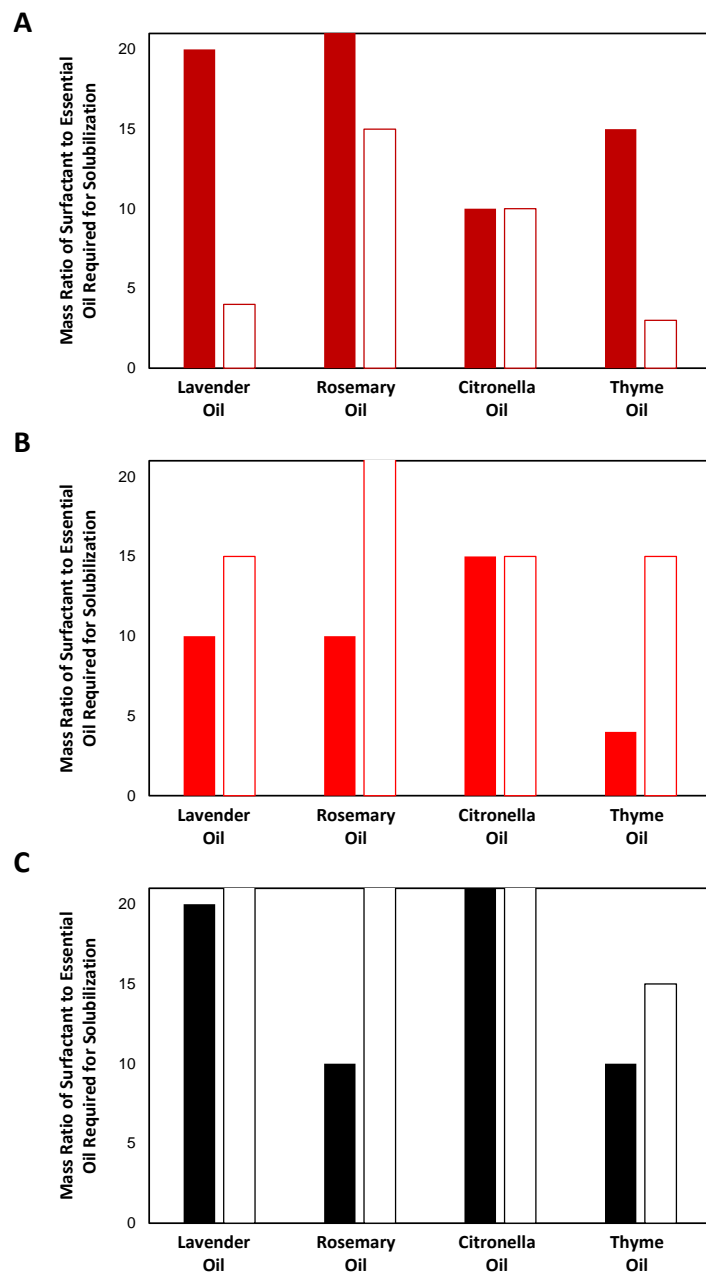 A
Mass Ratio of Surfactant to Essential
Oil Required for Solubilization
20
15
10
5
0
Lavender
Oil
Rosemary
Oil
Citronella
Oil
Thyme
Oil
B
Mass Ratio of Surfactant to Essential
Oil Required for Solubilization
20
15
10
5
0
Lavender
Oil
Rosemary
Oil
Citronella
Oil
Thyme
Oil
C
Mass Ratio of Surfactant to Essential
Oil Required for Solubilization
20
15
10
5
0
Lavender
Oil
Rosemary
Oil
Citronella
Oil
Thyme
Oil